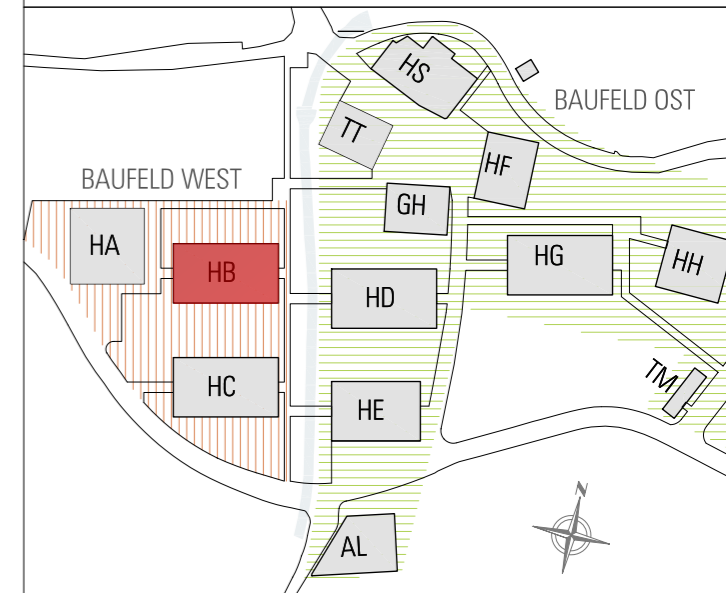 HS
BAUFELD OST
TT
HF
BAUFELD WEST
GH
HA
HB
HG
HH
HD
HC
TM
HE
N
AL